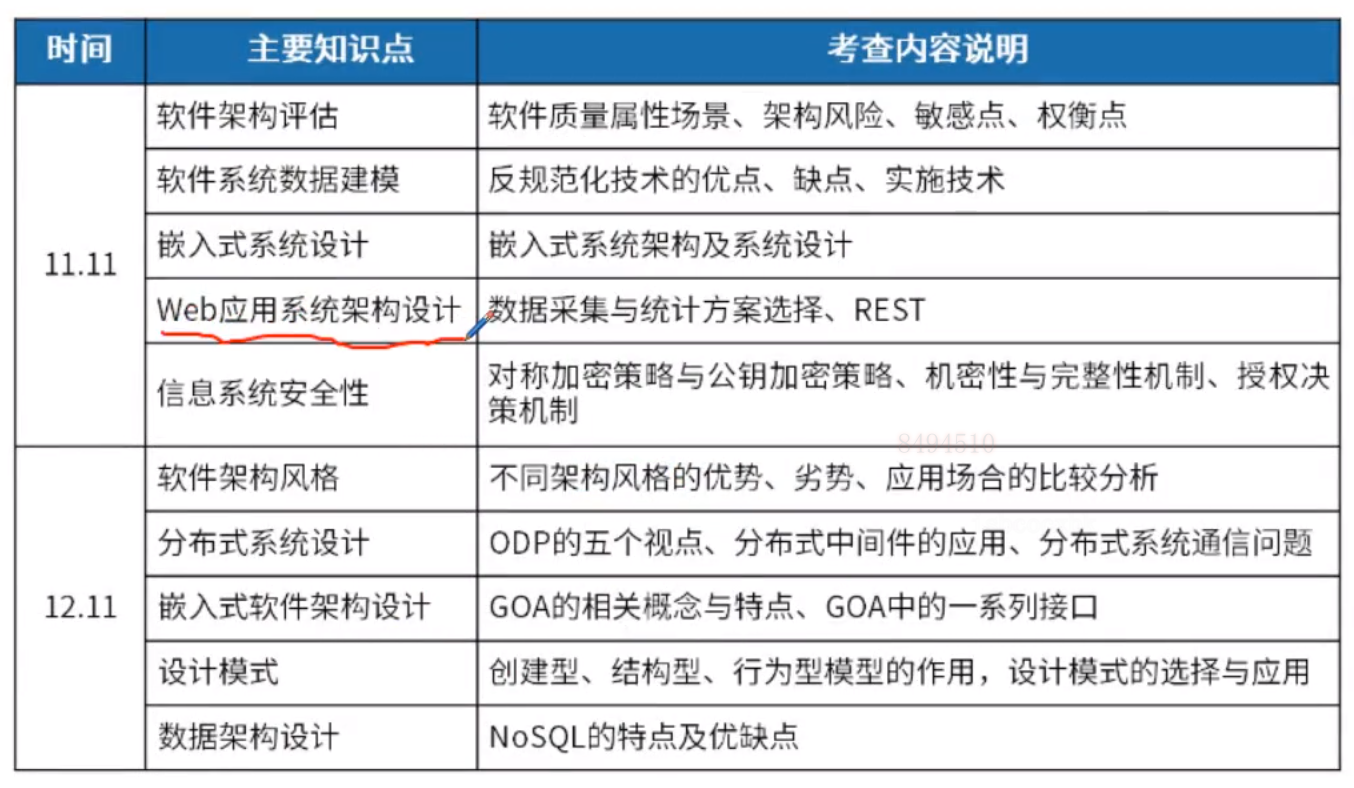 时间 主要知识点 考查内容说明
11.11
软件架构评估 软件质量属性场景、架构风险、敏感点、权衡点
软件系统数据建模 反规范化技术的优点、缺点、实施技术
嵌入式系统设计 嵌入式系统架构及系统设计
Web应用系统架构设计 数据采集与统计方案选择、REST
信息系统安全性 对称加密策略与公钥加密策略、机密性与完整性机制、授权决
策机制
8494510
12.11
软件架构风格 不同架构风格的优势、劣势、应用场合的比较分析
分布式系统设计 ODP的五个视点、分布式中间件的应用、分布式系统通信问题
嵌入式软件架构设计 GOA的相关概念与特点、GOA中的一系列接口
设计模式 创建型、结构型、行为型模型的作用，设计模式的选择与应用
数据架构设计 NoSQL的特点及优缺点